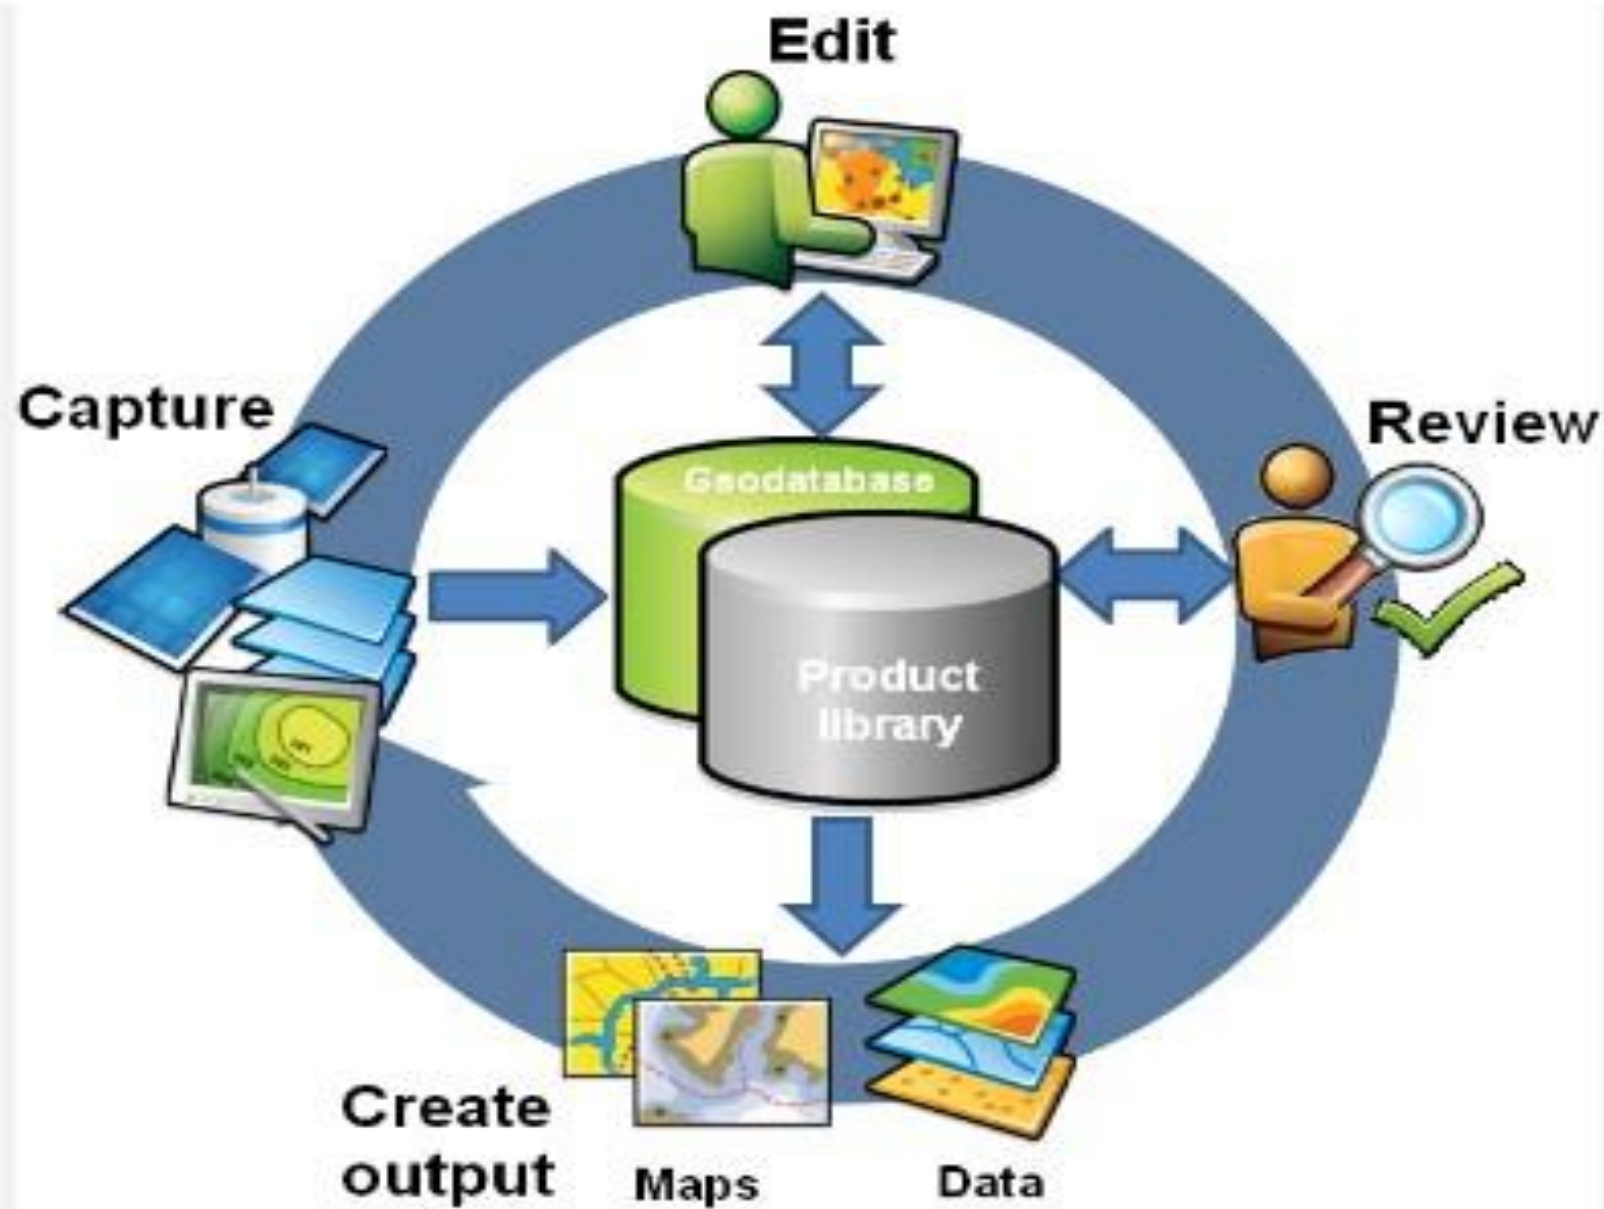 Edit
Capture
Review
Geodatabase
Product
library
Create
output
Maps
Data